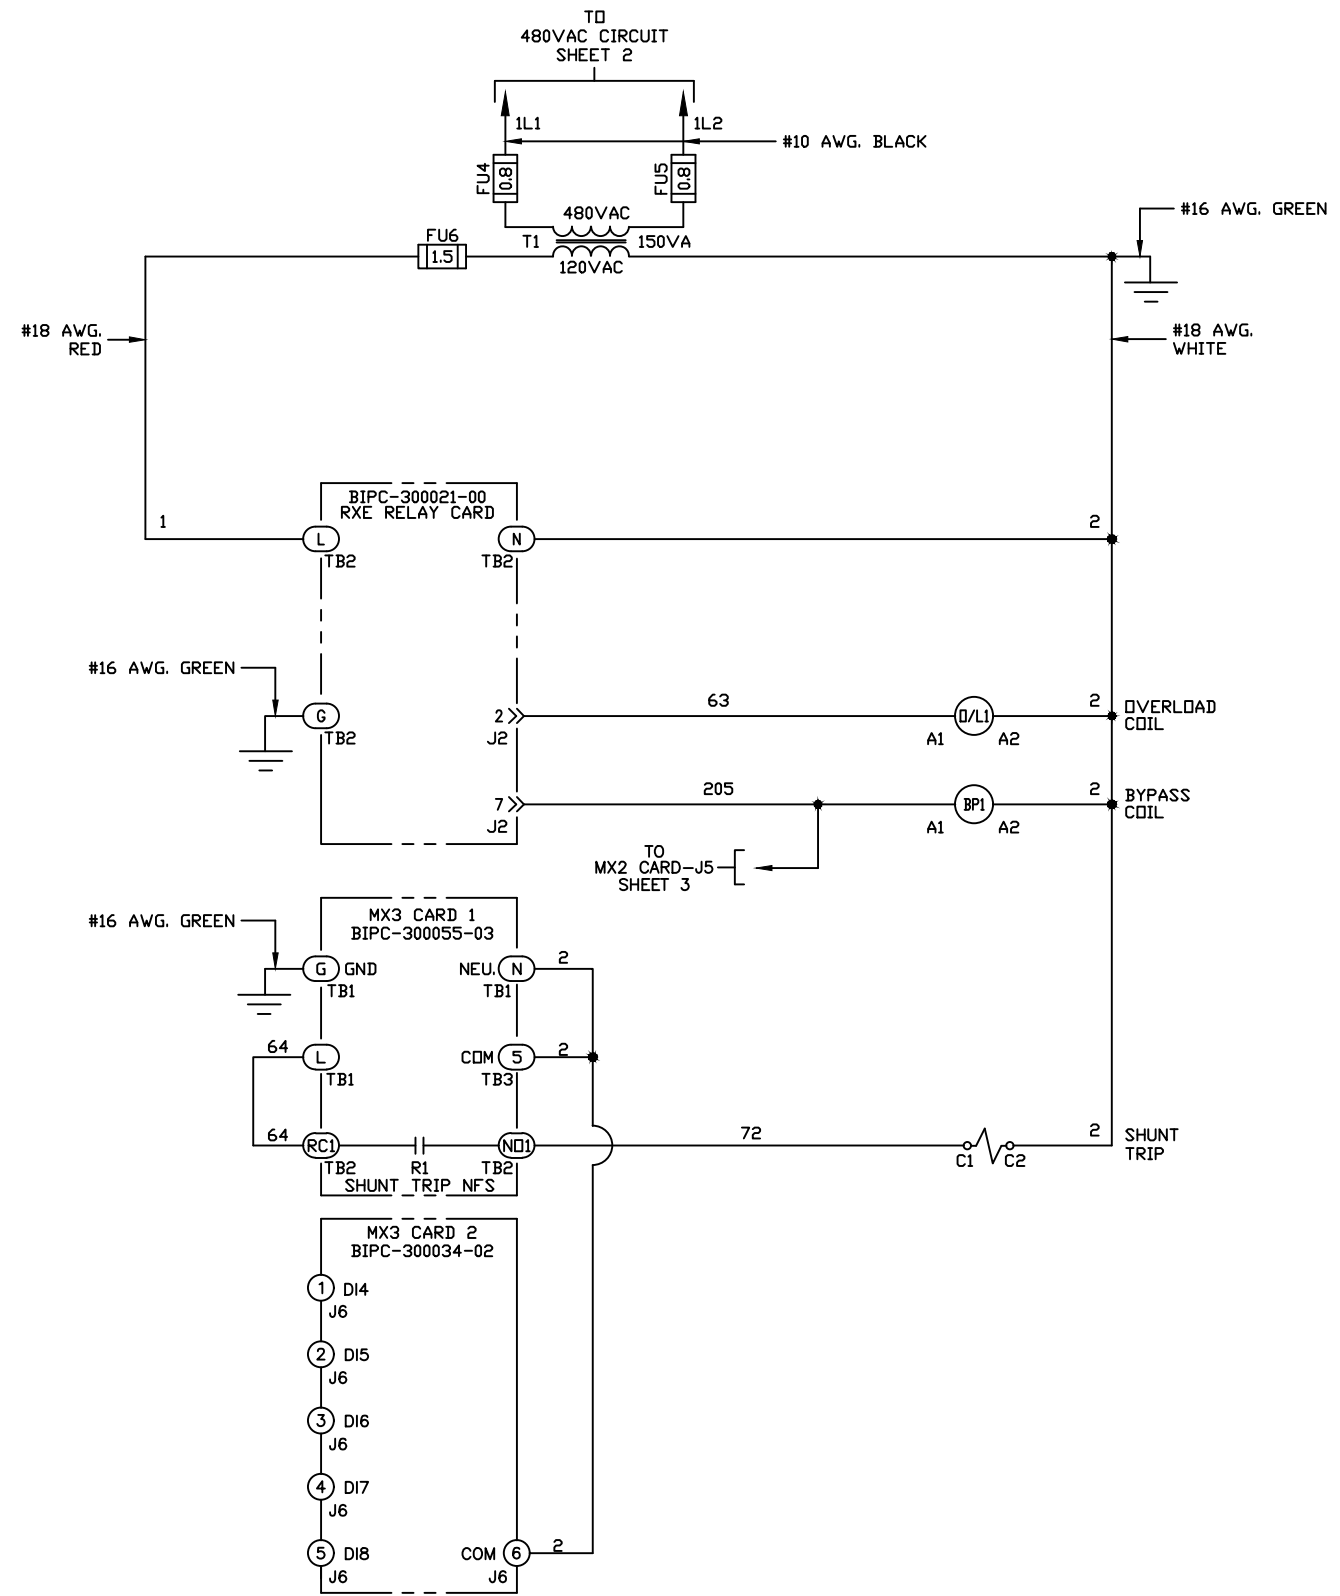 TO
480VAC CIRCUIT
SHEET 2
1L1
1L2
#10 AWG. BLACK
FU4
0.8
FU5
0.8
480VAC
#16 AWG. GREEN
FU6
1.5
T1
150VA
120VAC
#18 AWG.
RED
#18 AWG.
WHITE
BIPC-300021-00
RXE RELAY CARD
1
L
TB2
N
TB2
2
#16 AWG. GREEN
G
TB2
2
J2
63
O/L1
A1
A2
2
OVERLOAD
COIL
7
J2
205
BP1
A1
A2
2
BYPASS
COIL
TO
MX2 CARD-J5
SHEET 3
#16 AWG. GREEN
MX3 CARD 1
BIPC-300055-03
G
GND
TB1
NEU.
N
TB1
2
64
L
TB1
COM
5
TB3
2
64
RC1
TB2
R1
NO1
TB2
72
C1
C2
2
SHUNT
TRIP
SHUNT TRIP NFS
MX3 CARD 2
BIPC-300034-02
1
DI4
J6
2
DI5
J6
3
DI6
J6
4
DI7
J6
5
DI8
J6
COM
6
J6
2